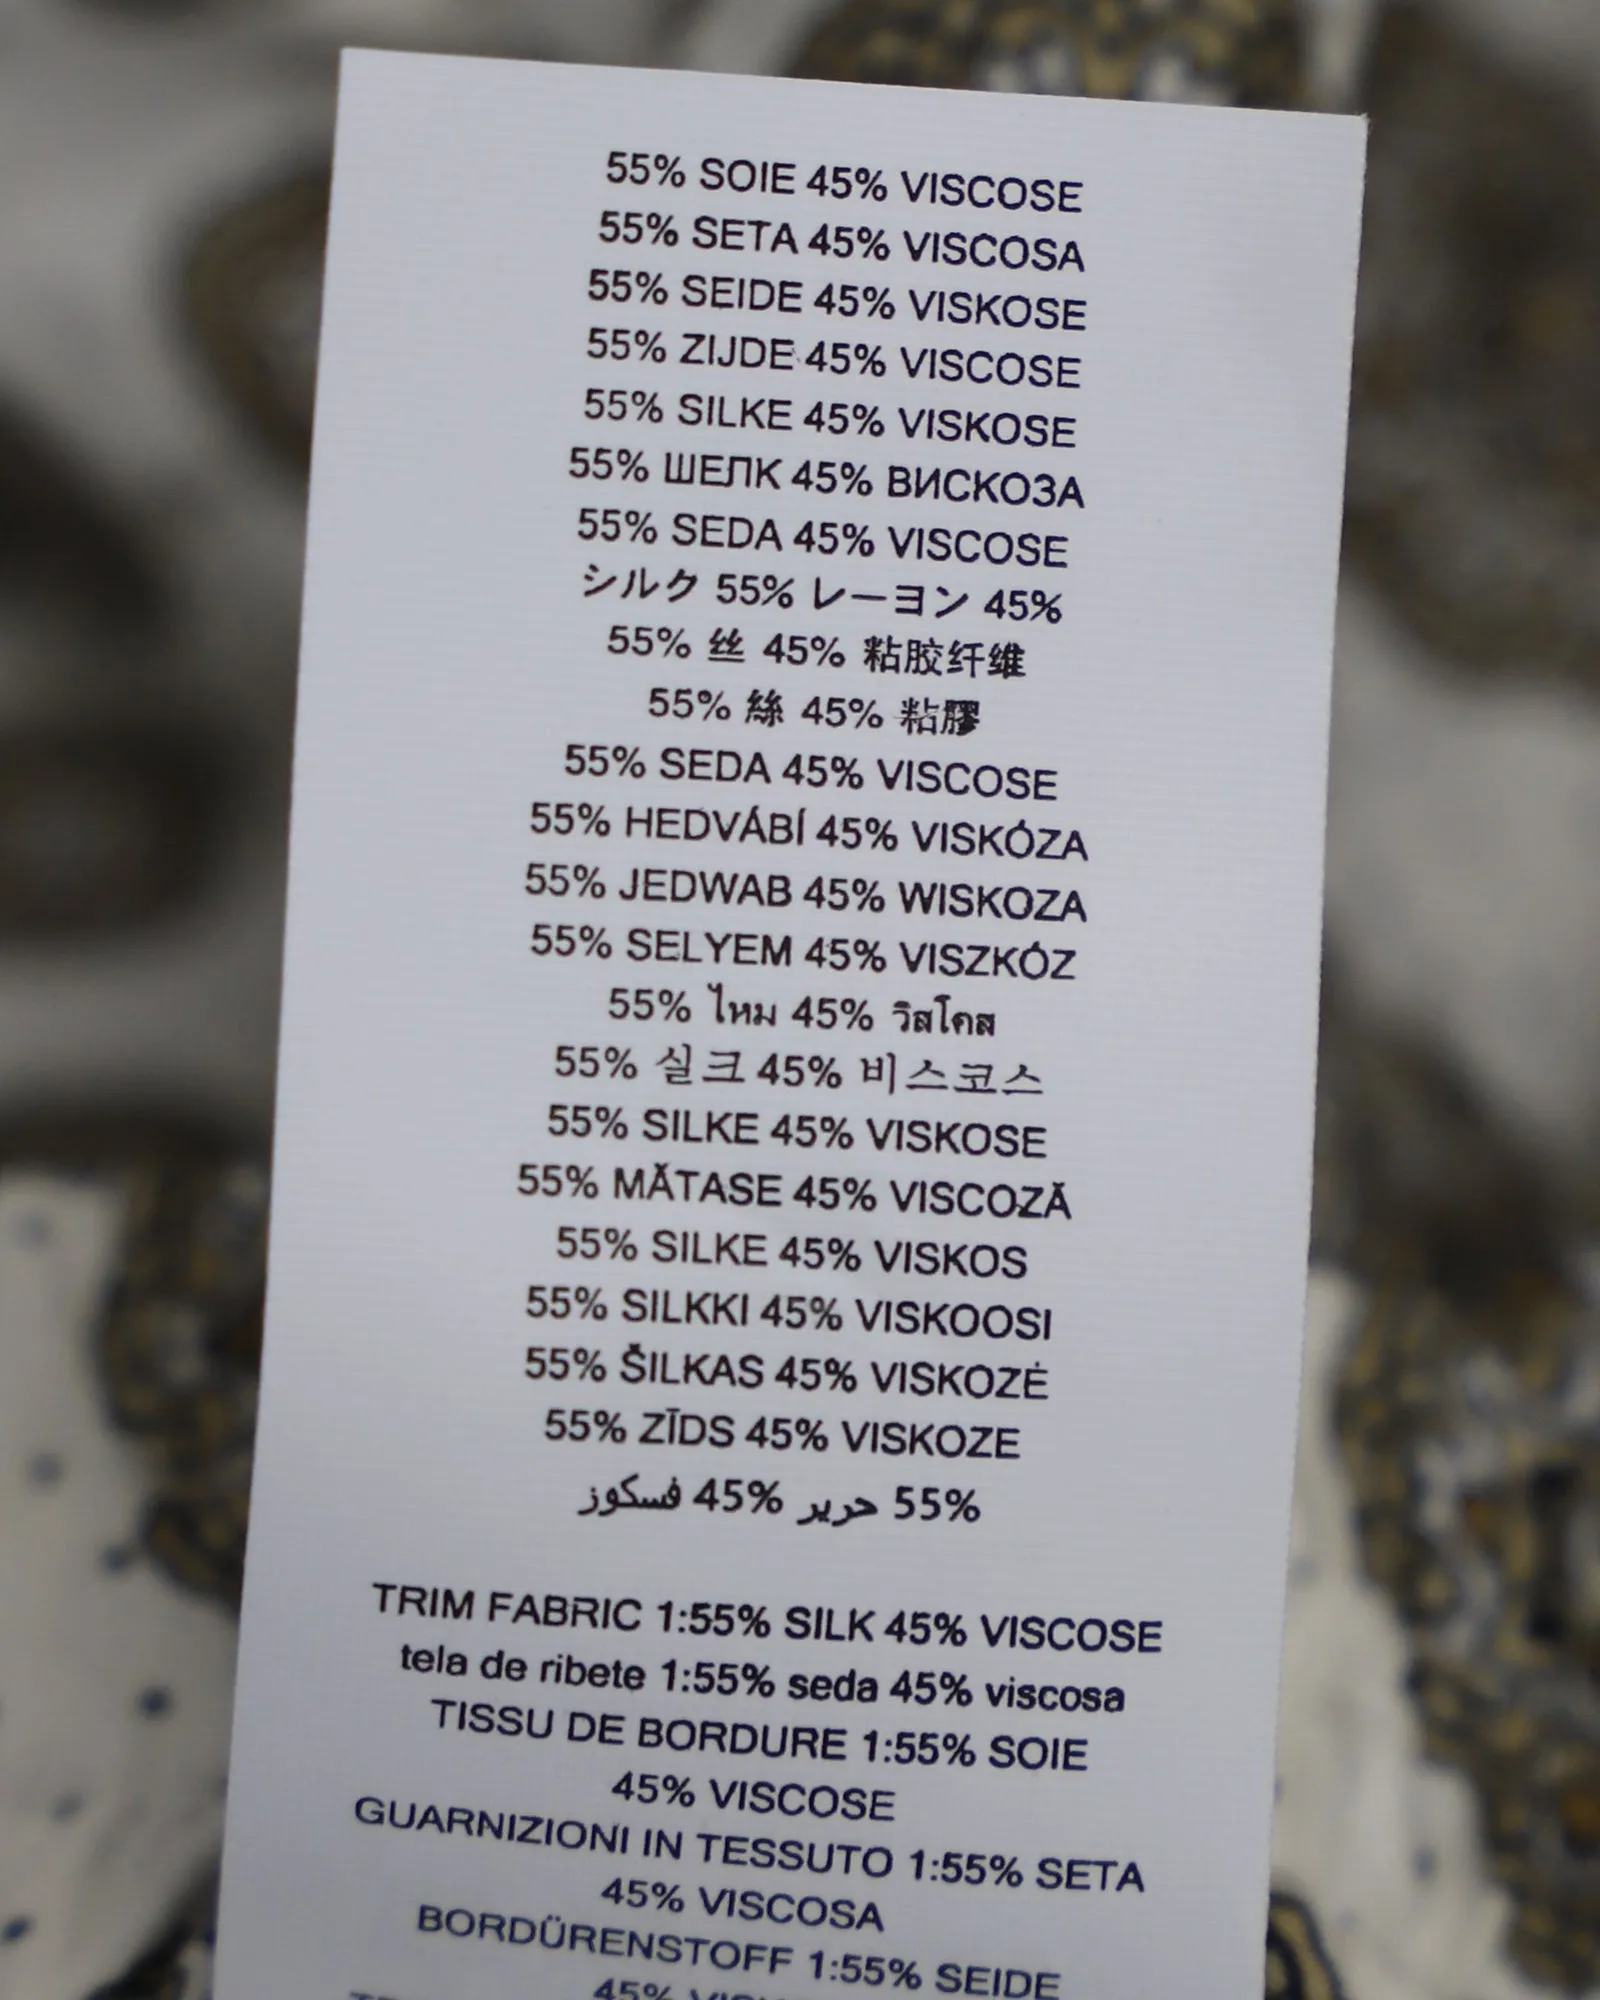 55% SOIE 45% VISCOSE
55% SETA 45% VISCOSA
55% SEIDE 45% VISKOSE
55% ZIJDE 45% VISCOSE
55% SILKE 45% VISKOSE
55% ШЕЛК 45% ВИСКОЗА
55% SEDA 45% VISCOSE
シルク 55% レーヨン 45%
55% 丝 45% 粘胶纤维
55% 絲 45% 粘膠
55% SEDA 45% VISCOSE
55% HEDVÁBÍ 45% VISKÓZA
55% JEDWAB 45% WISKOZA
55% SELYEM 45% VISZKÓZ
55% ไหม 45% วิสโคส
55% 실크 45% 비스코스
55% SILKE 45% VISKOSE
55% MĂTASE 45% VISCOZĂ
55% SILKE 45% VISKOS
55% SILKKI 45% VISKOOSI
55% ŠILKAS 45% VISKOZĖ
55% ZĪDS 45% VISKOZE
55% حرير 45% فسكوز
TRIM FABRIC 1:55% SILK 45% VISCOSE
tela de ribete 1:55% seda 45% viscosa
TISSU DE BORDURE 1:55% SOIE
45% VISCOSE
GUARNIZIONI IN TESSUTO 1:55% SETA
45% VISCOSA
BORDÜRENSTOFF 1:55% SEIDE
45%